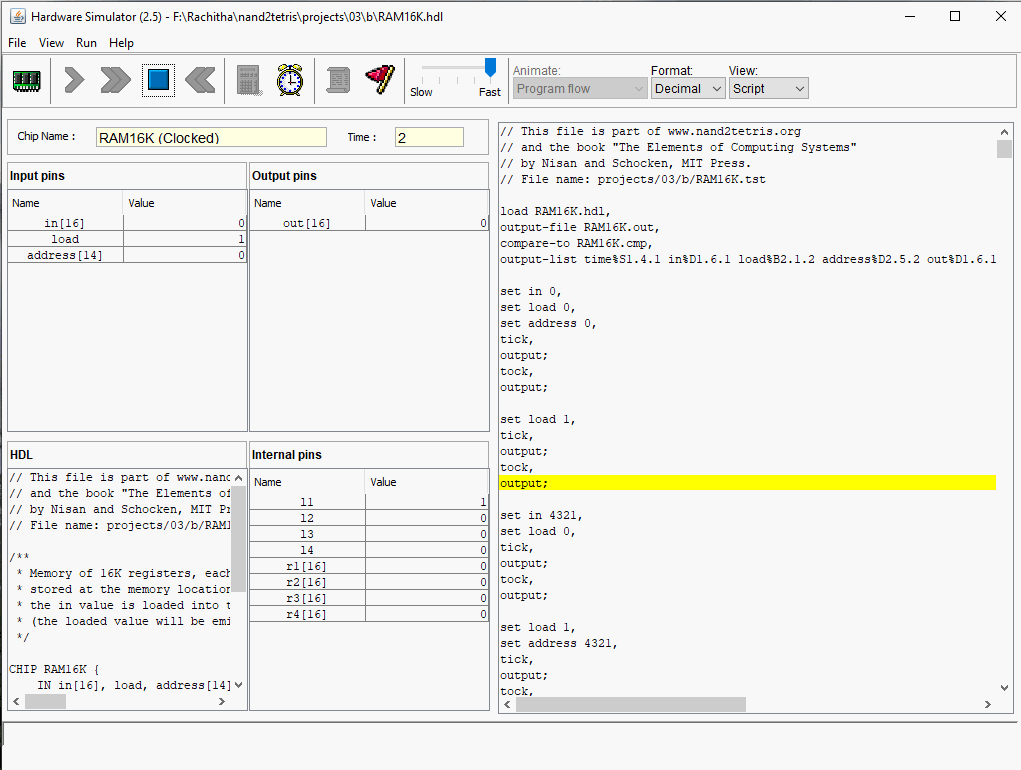 Hardware Simulator (2.5) - F:\Rachitha\nand2tetris\projects\03\b\RAM16K.hdl
File View Run Help
Slow Fast
Animate: Format: View:
Program flow Decimal Script
Chip Name : RAM16K (Clocked) Time : 2
Input pins
Name Value
in[16] 0
load 1
address[14] 0
Output pins
Name Value
out[16] 0
HDL
// This file is part of www.nand
// and the book "The Elements of
// by Nisan and Schocken, MIT Pr
// File name: projects/03/b/RAM1
/**
* Memory of 16K registers, each
* stored at the memory location
* the in value is loaded into t
* (the loaded value will be emi
*/
CHIP RAM16K {
IN in[16], load, address[14]
Internal pins
Name Value
l1 1
l2 0
l3 0
l4 0
r1[16] 0
r2[16] 0
r3[16] 0
r4[16] 0
// This file is part of www.nand2tetris.org
// and the book "The Elements of Computing Systems"
// by Nisan and Schocken, MIT Press.
// File name: projects/03/b/RAM16K.tst
load RAM16K.hdl,
output-file RAM16K.out,
compare-to RAM16K.cmp,
output-list time%S1.4.1 in%D1.6.1 load%B2.1.2 address%D2.5.2 out%D1.6.1
set in 0,
set load 0,
set address 0,
tick,
output;
tock,
output;
set load 1,
tick,
output;
tock,
output;
set in 4321,
set load 0,
tick,
output;
tock,
output;
set load 1,
set address 4321,
tick,
output;
tock,